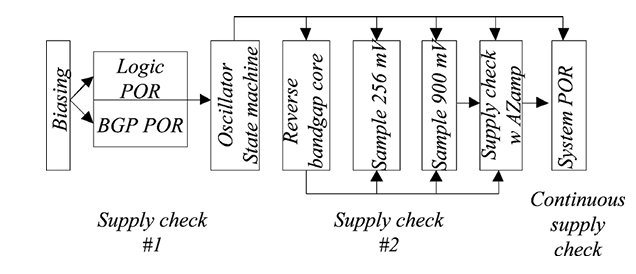 Biasing
Logic
POR
BGP POR
Oscillator
State machine
Reverse
bandgap core
Sample 256 mV
Sample 900 mV
Supply check
w AZamp
System POR
Supply check
#1
Supply check
#2
Continuous
supply
check